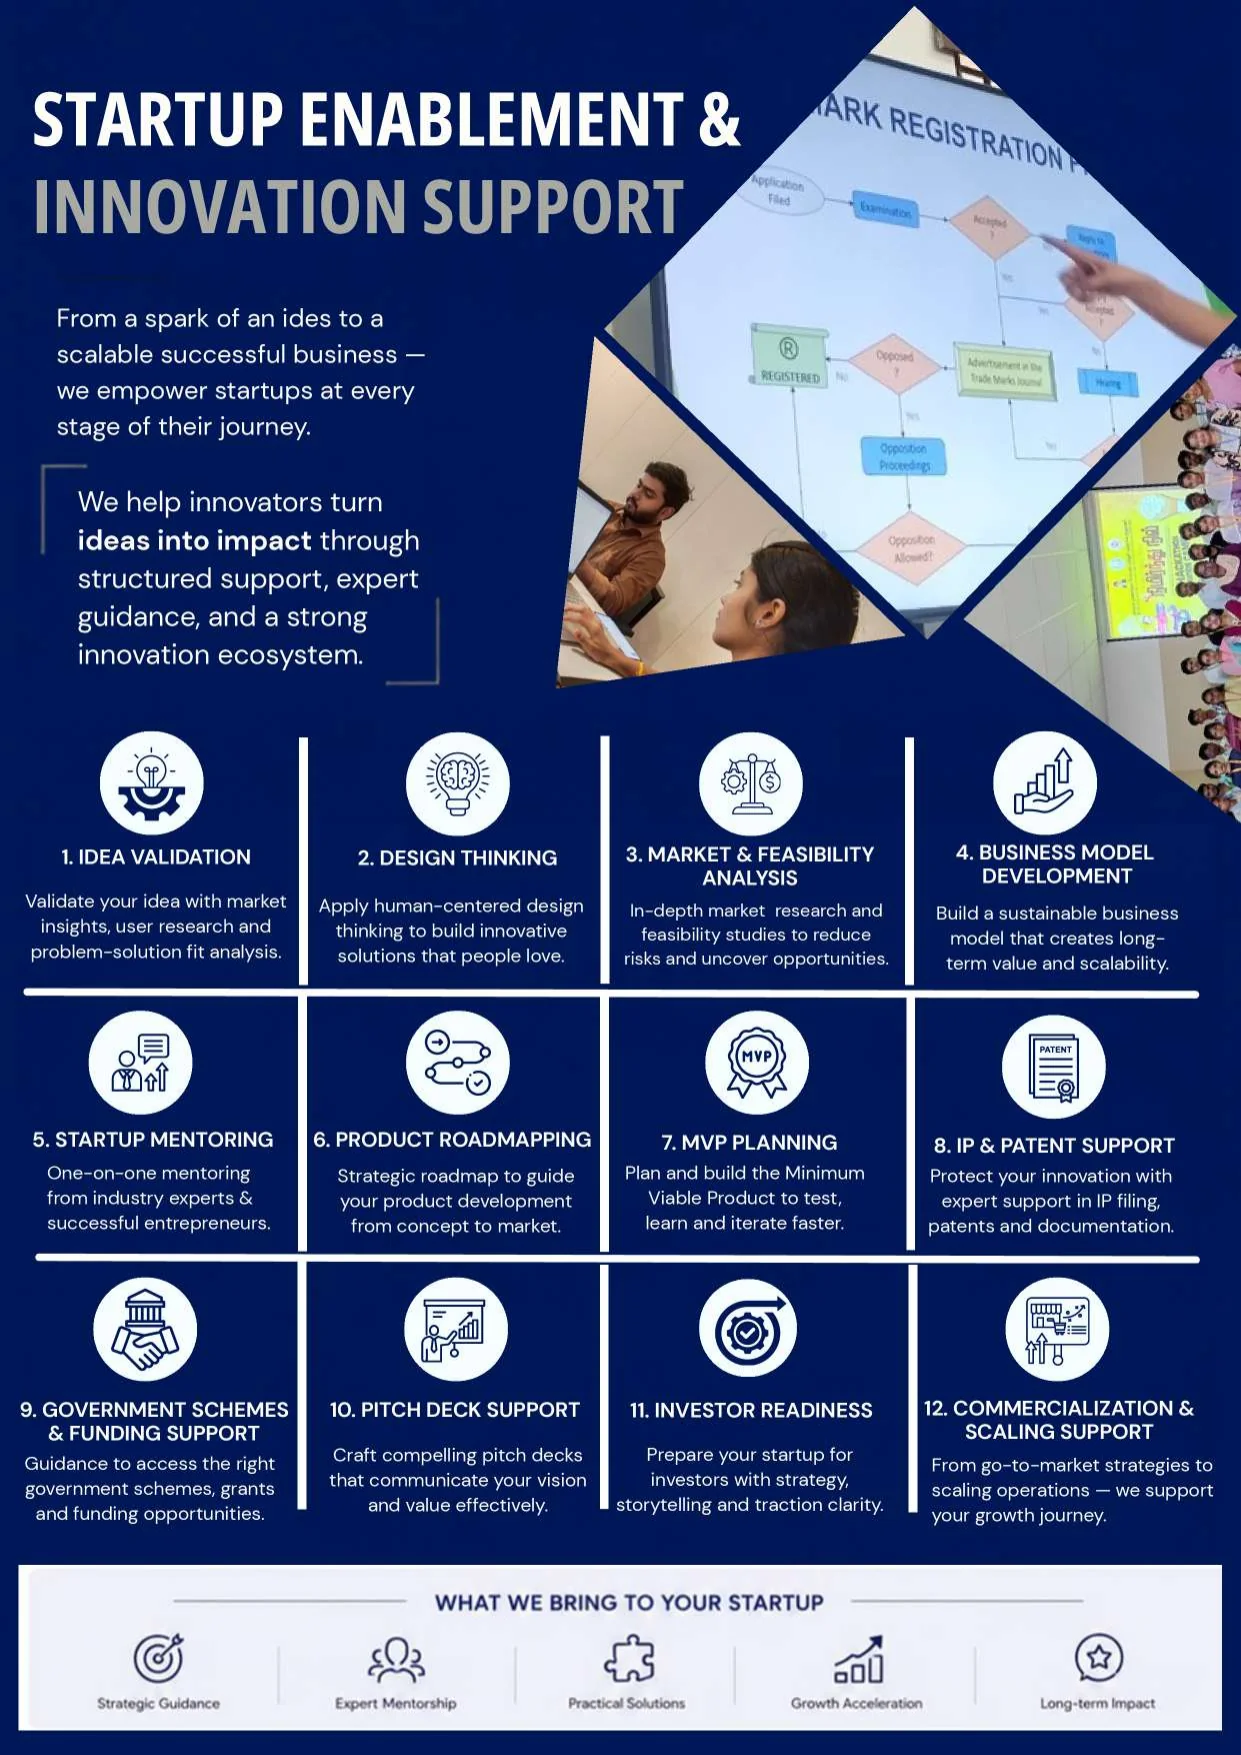 STARTUP ENABLEMENT &
INNOVATION SUPPORT
From a spark of an ides to a
scalable successful business —
we empower startups at every
stage of their journey.
We help innovators turn
ideas into impact through
structured support, expert
guidance, and a strong
innovation ecosystem.
ARK REGISTRATION
Application
Filed
Examination
Accepted
?
Reply to
Yes
Yes
Accepted
?
No
®
REGISTERED
No
Opposed
?
Advertisement in the
Trade Marks Journal
Hearing
Yes
Yes
Opposition
Proceedings
Opposition
Allowed?
1. IDEA VALIDATION
Validate your idea with market
insights, user research and
problem-solution fit analysis.
2. DESIGN THINKING
Apply human-centered design
thinking to build innovative
solutions that people love.
3. MARKET & FEASIBILITY
ANALYSIS
In-depth market research and
feasibility studies to reduce
risks and uncover opportunities.
4. BUSINESS MODEL
DEVELOPMENT
Build a sustainable business
model that creates long-
term value and scalability.
5. STARTUP MENTORING
One-on-one mentoring
from industry experts &
successful entrepreneurs.
6. PRODUCT ROADMAPPING
Strategic roadmap to guide
your product development
from concept to market.
MVP
7. MVP PLANNING
Plan and build the Minimum
Viable Product to test,
learn and iterate faster.
PATENT
8. IP & PATENT SUPPORT
Protect your innovation with
expert support in IP filing,
patents and documentation.
9. GOVERNMENT SCHEMES
& FUNDING SUPPORT
Guidance to access the right
government schemes, grants
and funding opportunities.
10. PITCH DECK SUPPORT
Craft compelling pitch decks
that communicate your vision
and value effectively.
11. INVESTOR READINESS
Prepare your startup for
investors with strategy,
storytelling and traction clarity.
12. COMMERCIALIZATION &
SCALING SUPPORT
From go-to-market strategies to
scaling operations — we support
your growth journey.
WHAT WE BRING TO YOUR STARTUP
Strategic Guidance
Expert Mentorship
Practical Solutions
Growth Acceleration
Long-term Impact